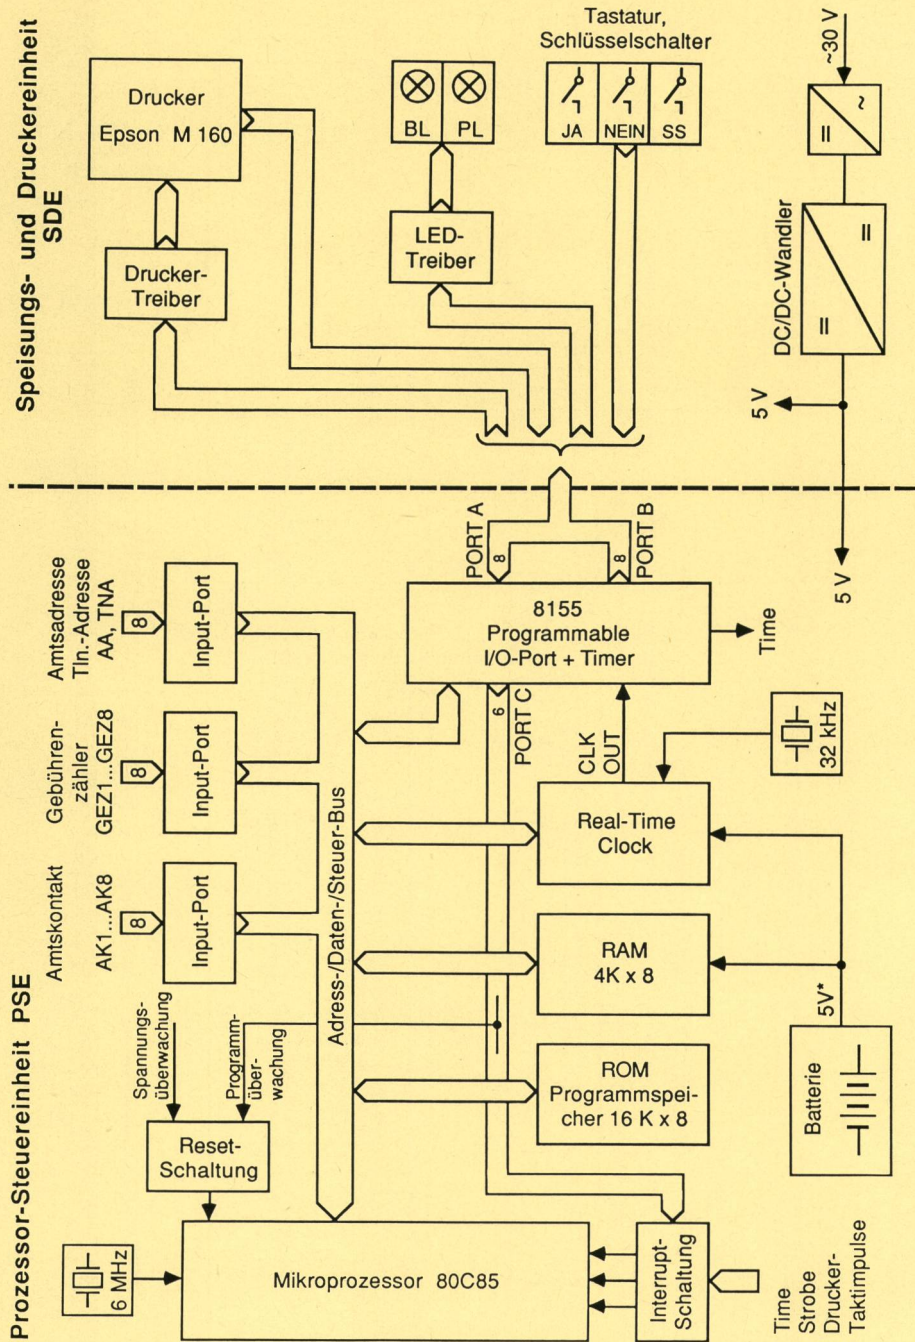 Speisungs- und Druckereinheit
SDE
Drucker
Epson M 160
Drucker-
Treiber
BL
PL
LED-
Treiber
Tastatur,
Schlüsselschalter
JA
NEIN
SS
~30 V
~
=
DC/DC-Wandler
=
=
5 V
5 V
Prozessor-Steuereinheit PSE
Amtsadresse
Tln.-Adresse
AA, TNA
8
Input-Port
Gebühren-
zähler
GEZ1...GEZ8
8
Input-Port
Amtskontakt
AK1...AK8
8
Input-Port
Adress-/Daten-/Steuer-Bus
PORT A
8
PORT B
8
8155
Programmable
I/O-Port + Timer
Time
6
PORT C
CLK
OUT
32 kHz
Real-Time
Clock
RAM
4K x 8
ROM
Programmspei-
cher 16 K x 8
5V*
Batterie
Spannungs-
überwachung
Programm-
über-
wachung
Reset-
Schaltung
6 MHz
Mikroprozessor 80C85
Interrupt-
Schaltung
Time
Strobe
Drucker-
Taktimpulse